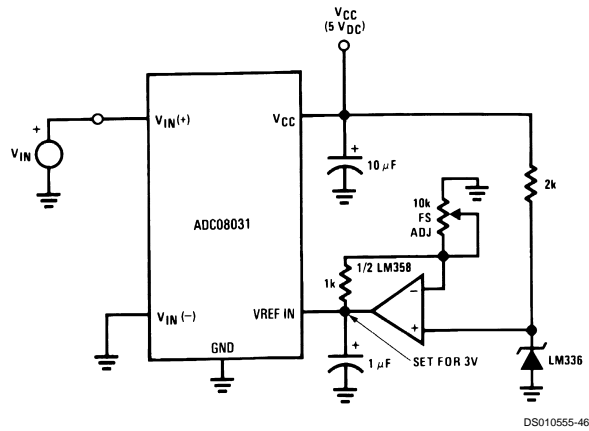 VCC
(5 VDC)
+
VIN
VIN(+)
VCC
+
10 µF
2k
10k
FS
ADJ
ADC08031
1/2 LM358
1k
−
+
VIN (−)
VREF IN
GND
+
1 µF
SET FOR 3V
LM336
DS010555-46